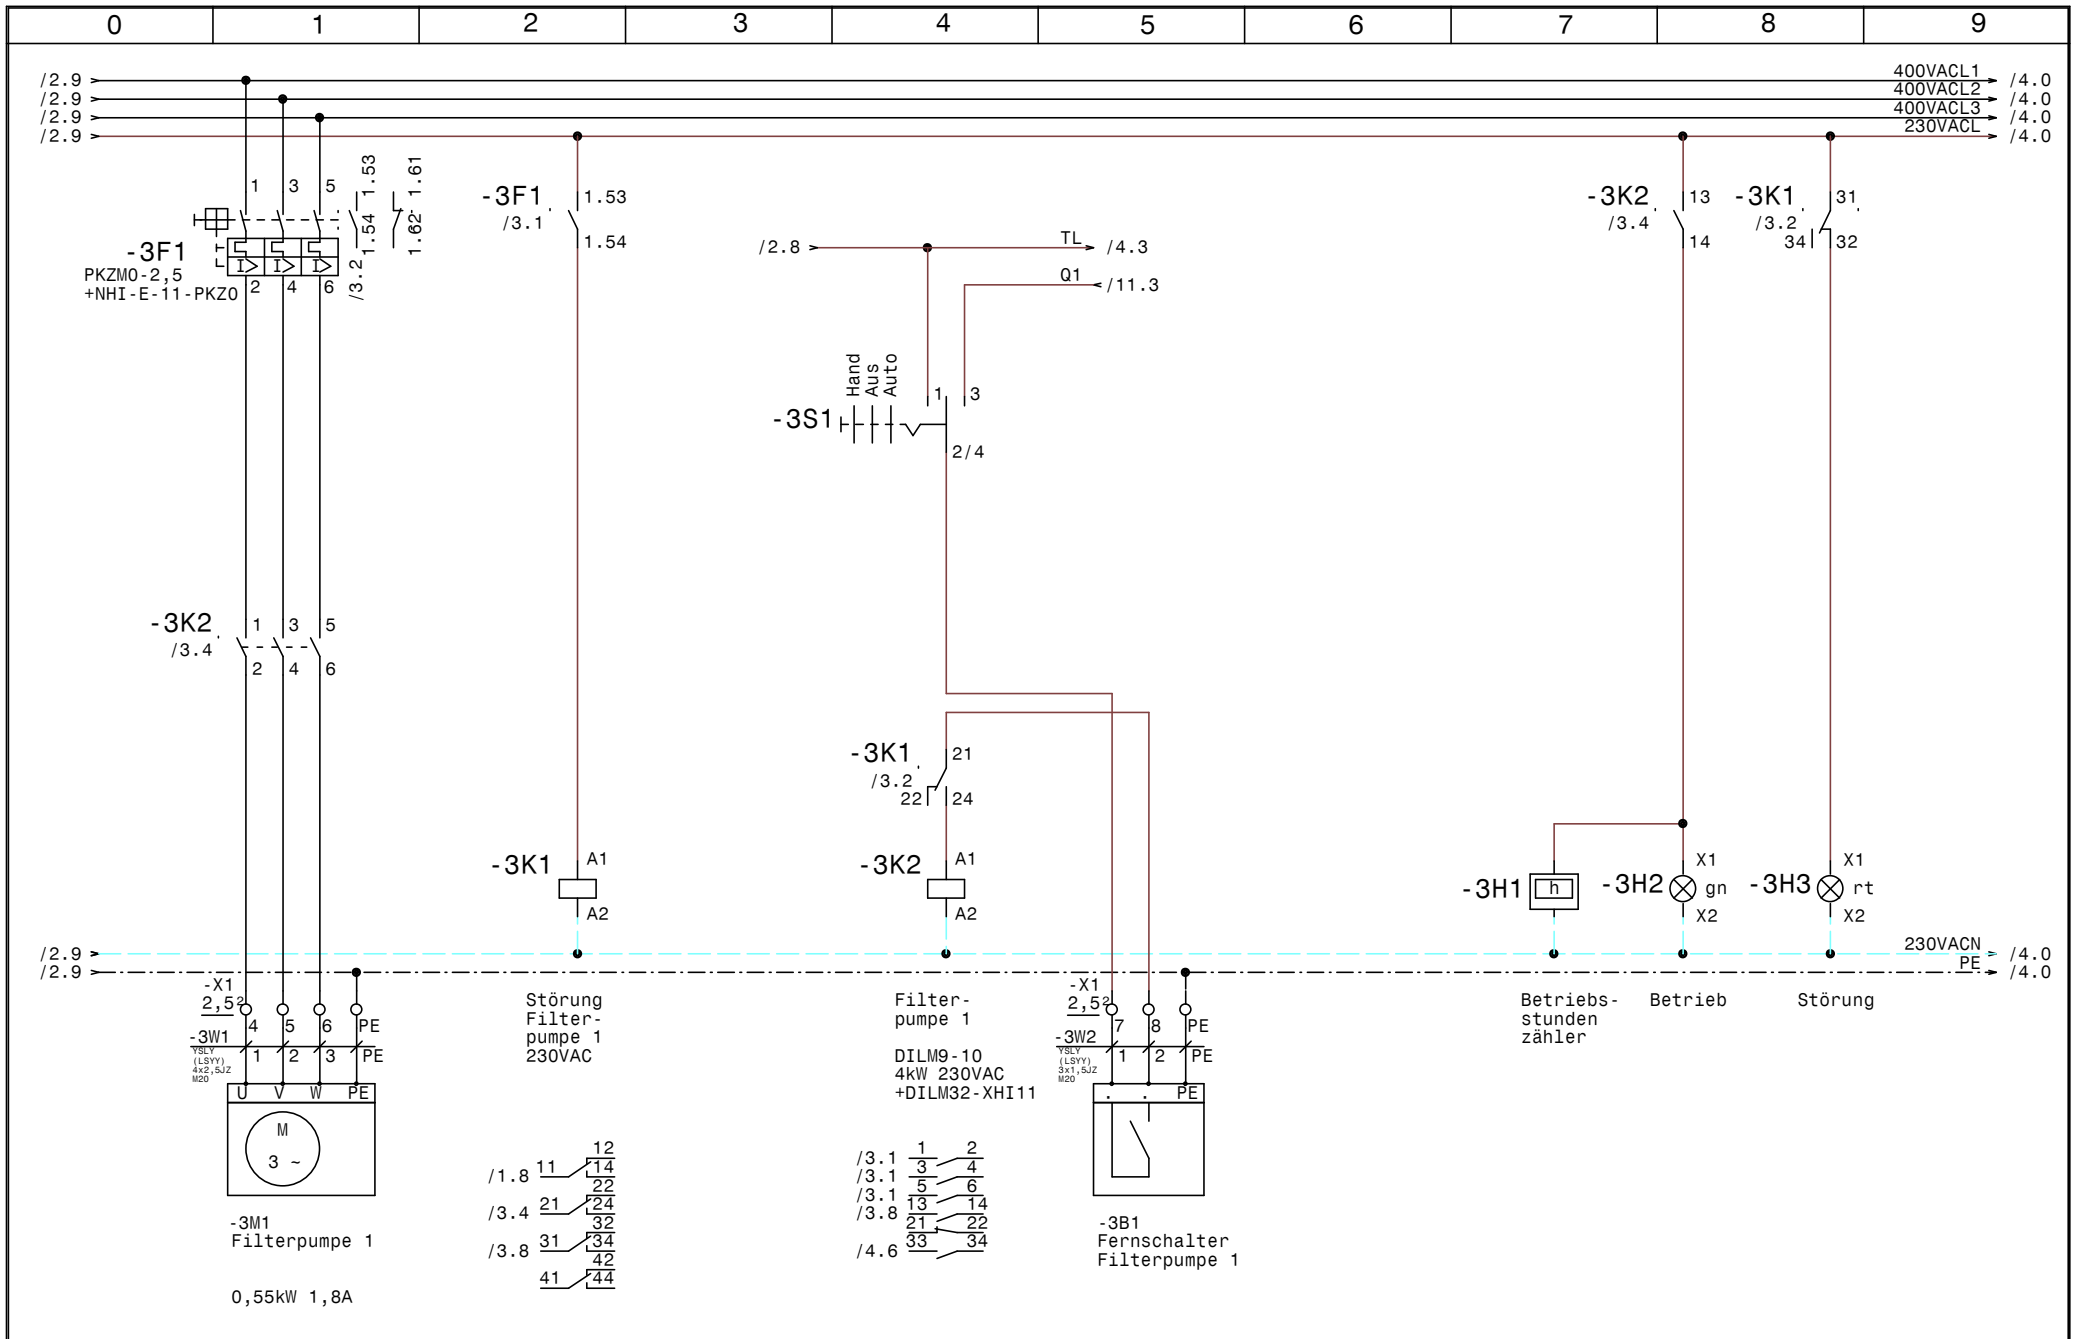 0 1 2 3 4 5 6 7 8 9
/2.9 400VACL1 /4.0
/2.9 400VACL2 /4.0
/2.9 400VACL3 /4.0
/2.9 230VACL /4.0
1 3 5 1.53 1.61
1.54 1.62
-3F1
PKZM0-2,5
+NHI-E-11-PKZ0
I> I> I>
2 4 6 /3.2
-3F1 1.53
/3.1
1.54
/2.8 TL /4.3
Q1 /11.3
Hand
Aus
Auto
-3S1
1 3
2/4
-3K2 13
/3.4
14
-3K1 31
/3.2
34 32
-3K2 1 3 5
/3.4
2 4 6
-3K1 21
/3.2
22 24
-3K1 A1
A2
-3K2 A1
A2
-3H1 h
-3H2 X1
gn
X2
-3H3 X1
rt
X2
/2.9 230VACN /4.0
/2.9 PE /4.0
-X1
2,5²
4 5 6 PE
-3W1
YSLY
(LSYY)
4x2,5JZ
M20
1 2 3 PE
U V W PE
M
3 ~
-3M1
Filterpumpe 1
0,55kW 1,8A
Störung
Filter-
pumpe 1
230VAC
12
/1.8 11 14
22
/3.4 21 24
32
/3.8 31 34
42
41 44
Filter-
pumpe 1
DILM9-10
4kW 230VAC
+DILM32-XHI11
/3.1 1 2
/3.1 3 4
/3.1 5 6
/3.8 13 14
21 22
/4.6 33 34
-X1
2,5²
7 8 PE
-3W2
YSLY
(LSYY)
3x1,5JZ
M20
1 2 PE
. . PE
-3B1
Fernschalter
Filterpumpe 1
Betriebs-
stunden
zähler
Betrieb
Störung